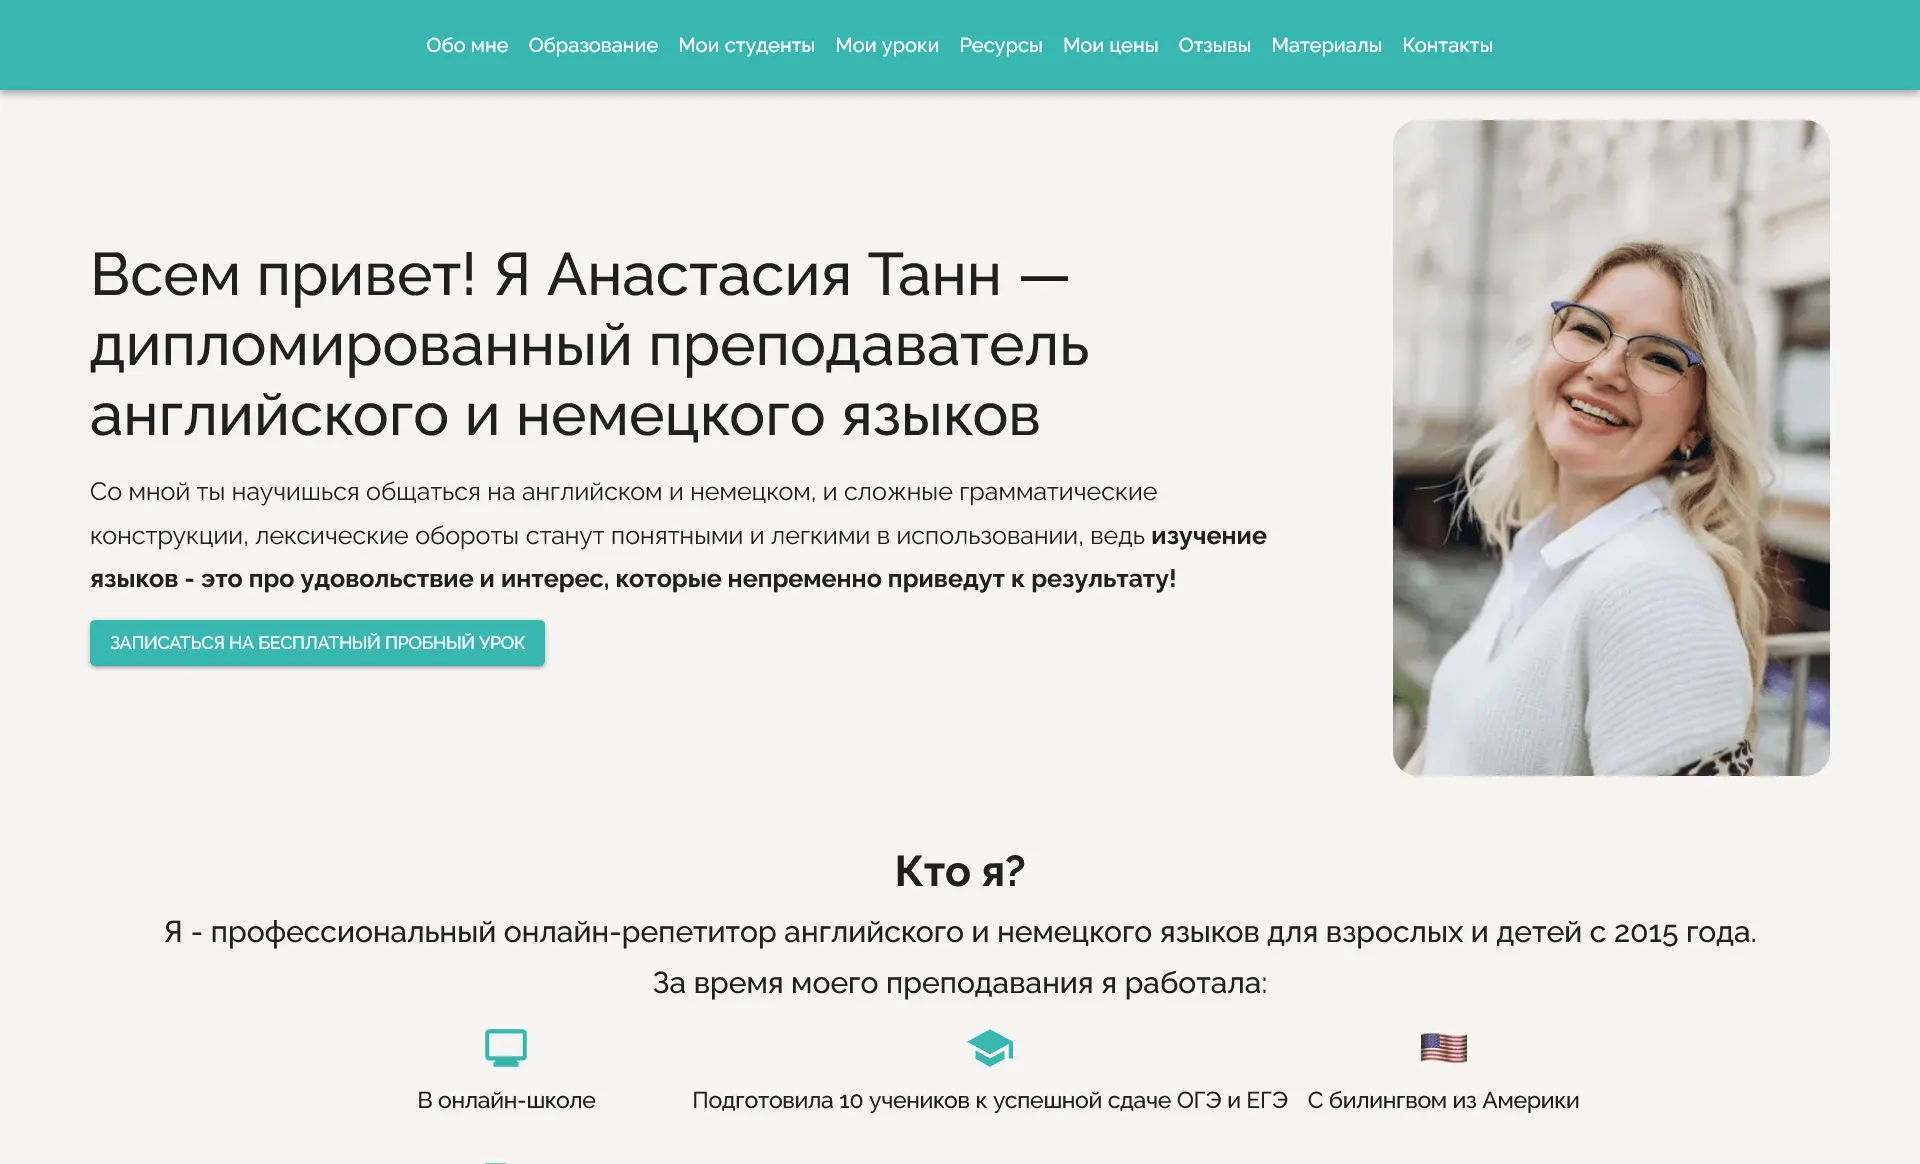 Обо мне Образование Мои студенты Мои уроки Ресурсы Мои цены Отзывы Материалы Контакты
Всем привет! Я Анастасия Танн —
дипломированный преподаватель
английского и немецкого языков
Со мной ты научишься общаться на английском и немецком, и сложные грамматические
конструкции, лексические обороты станут понятными и легкими в использовании, ведь изучение
языков - это про удовольствие и интерес, которые непременно приведут к результату!
ЗАПИСАТЬСЯ НА БЕСПЛАТНЫЙ ПРОБНЫЙ УРОК
Кто я?
Я - профессиональный онлайн-репетитор английского и немецкого языков для взрослых и детей с 2015 года.
За время моего преподавания я работала:
В онлайн-школе
Подготовила 10 учеников к успешной сдаче ОГЭ и ЕГЭ
С билингвом из Америки